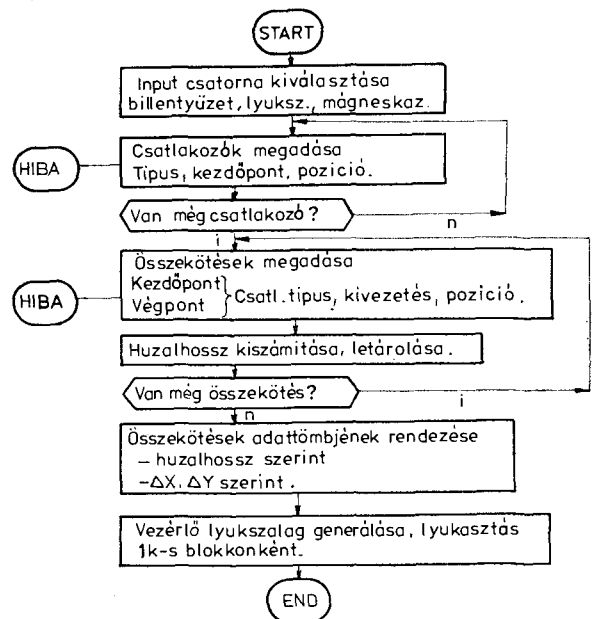 START
Input csatorna kiválasztása
billentyűzet, lyuksz., mágneskaz.
HIBA
Csatlakozók megadása
Tipus, kezdőpont, pozició.
Van még csatlakozó?
n
i
Összekötések megadása
HIBA
Kezdőpont
Végpont } Csatl. tipus, kivezetés, pozició.
Huzalhossz kiszámitása, letárolása.
Van még összekötés?
i
n
Összekötések adattömbjének rendezése
– huzalhossz szerint
– ΔX, ΔY szerint.
Vezérlő lyukszalag generálása, lyukasztás
1k-s blokkonként.
END